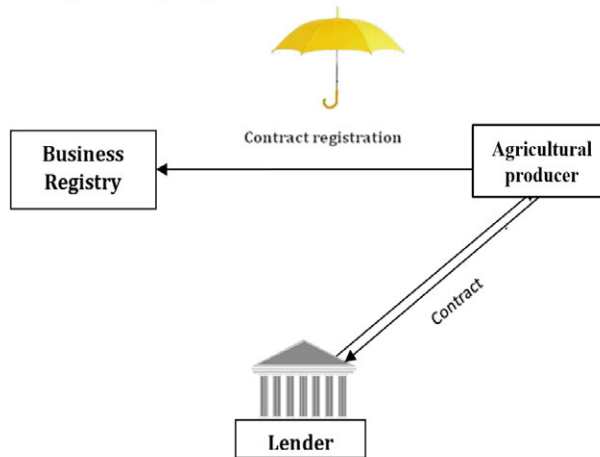 Contract registration
Business
Registry
Agricultural
producer
Contract
Lender